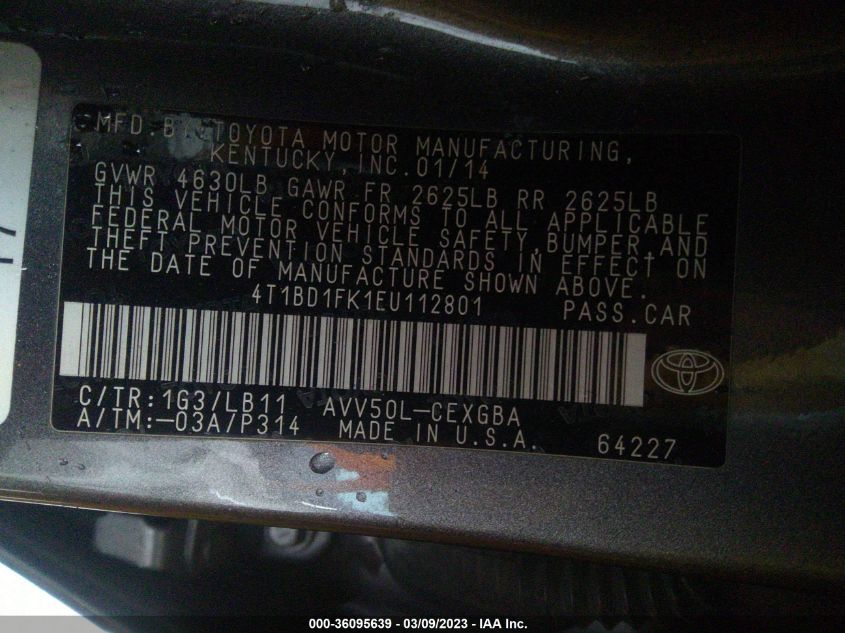 MFD. BY: TOYOTA MOTOR MANUFACTURING,
KENTUCKY, INC. 01/14
GVWR 4630LB GAWR FR 2625LB RR 2625LB
THIS VEHICLE CONFORMS TO ALL APPLICABLE
FEDERAL MOTOR VEHICLE SAFETY, BUMPER AND
THEFT PREVENTION STANDARDS IN EFFECT ON
THE DATE OF MANUFACTURE SHOWN ABOVE.
4T1BD1FK1EU112801 PASS.CAR
C/TR:1G3/LB11 AVV50L-CEXGBA
A/TM:-03A/P314 MADE IN U.S.A. 64227
000-36095639 - 03/09/2023 - IAA Inc.